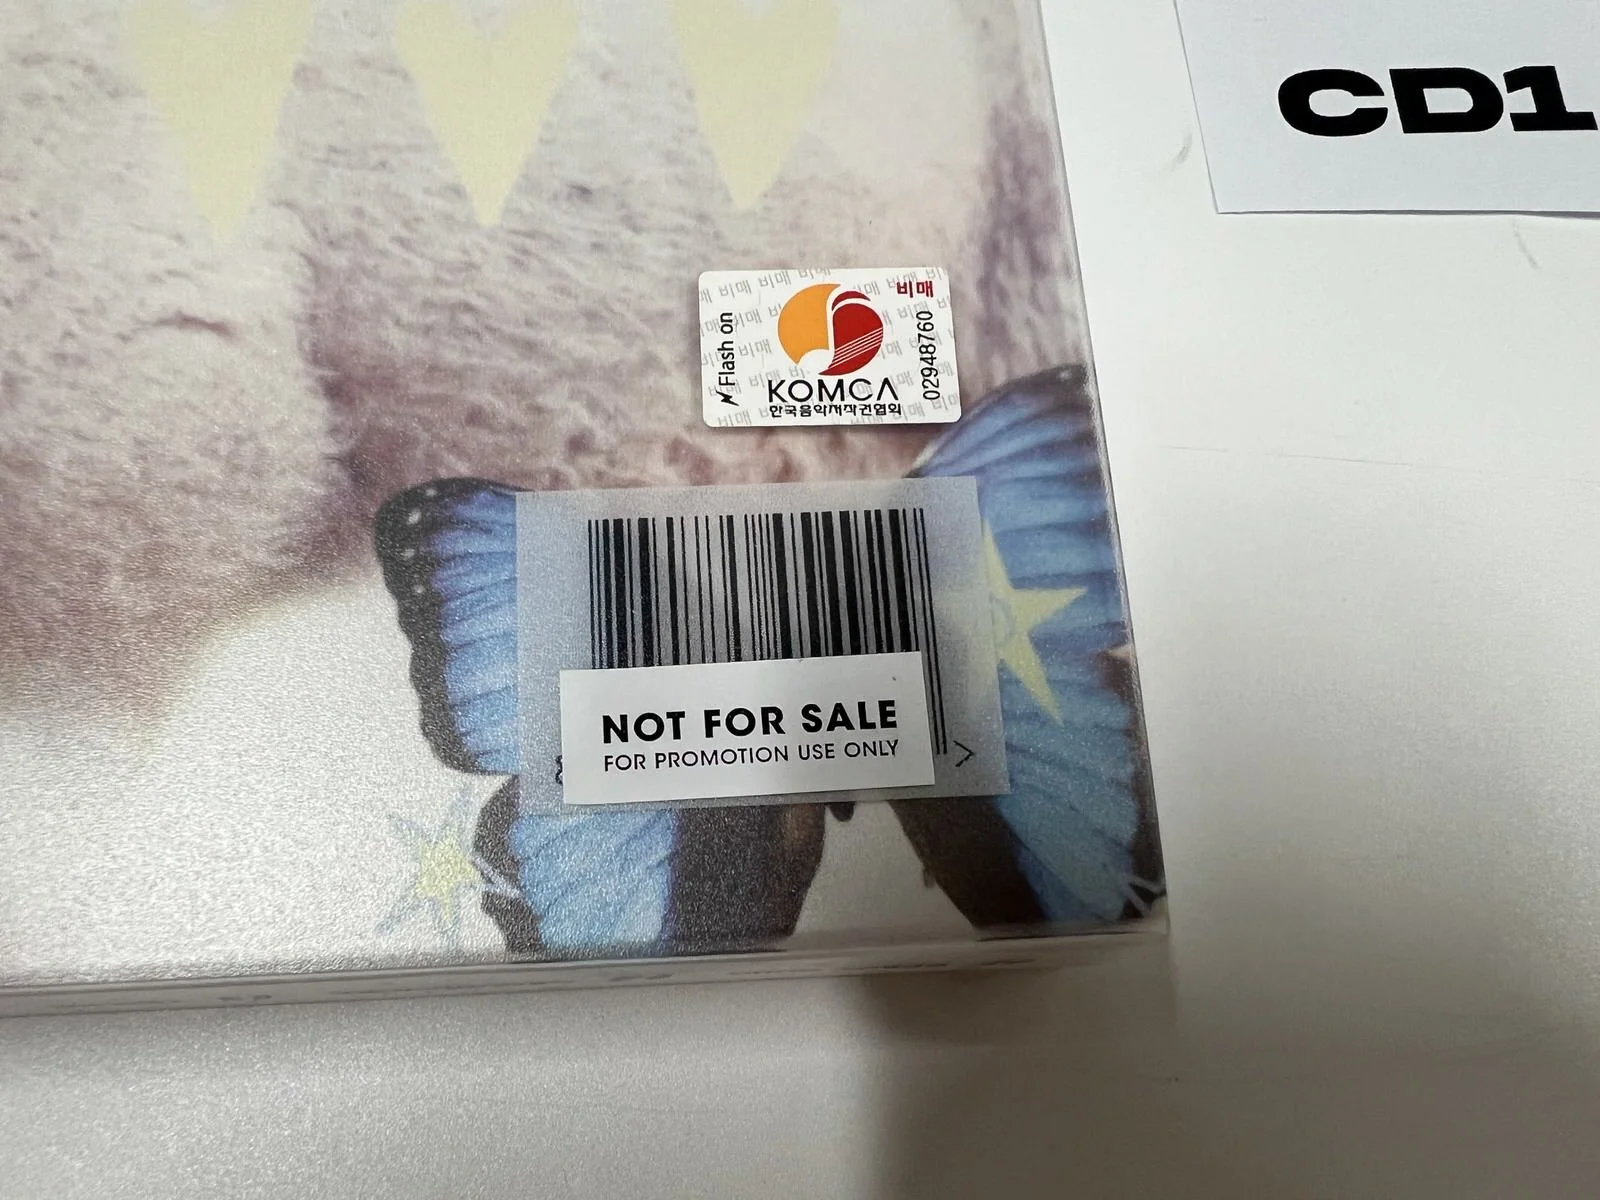 CD1
비매
Flash on
02948760
KOMCA
한국음악저작권협회
NOT FOR SALE
FOR PROMOTION USE ONLY
>